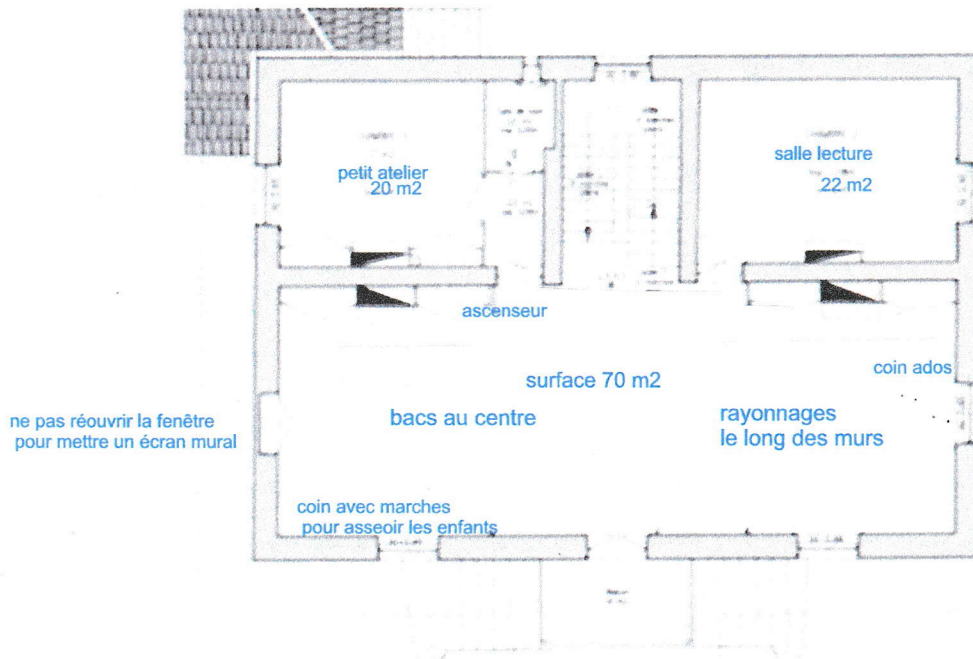 petit atelier
20 m2
salle lecture
22 m2
ascenseur
surface 70 m2
coin ados
bacs au centre
rayonnages
le long des murs
ne pas réouvrir la fenêtre
pour mettre un écran mural
coin avec marches
pour asseoir les enfants